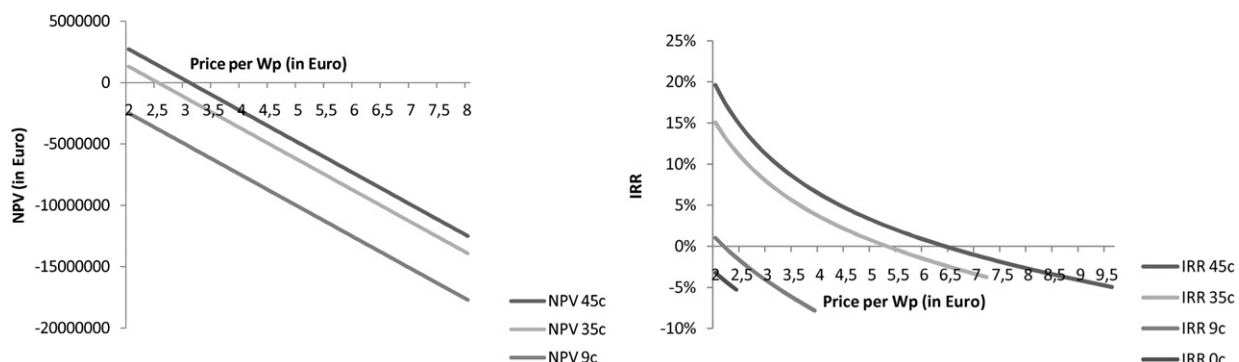 5000000
Price per Wp (in Euro)
0
2 2,5 3 3,5 4 4,5 5 5,5 6 6,5 7 7,5 8
-5000000
-10000000
-15000000
-20000000
NPV (in Euro)
NPV 45c
NPV 35c
NPV 9c
25%
20%
15%
10%
5%
0%
2 2,5 3 3,5 4 4,5 5 5,5 6 6,5 7 7,5 8 8,5 9 9,5
-5%
Price per Wp (in Euro)
-10%
IRR
IRR 45c
IRR 35c
IRR 9c
IRR 0c